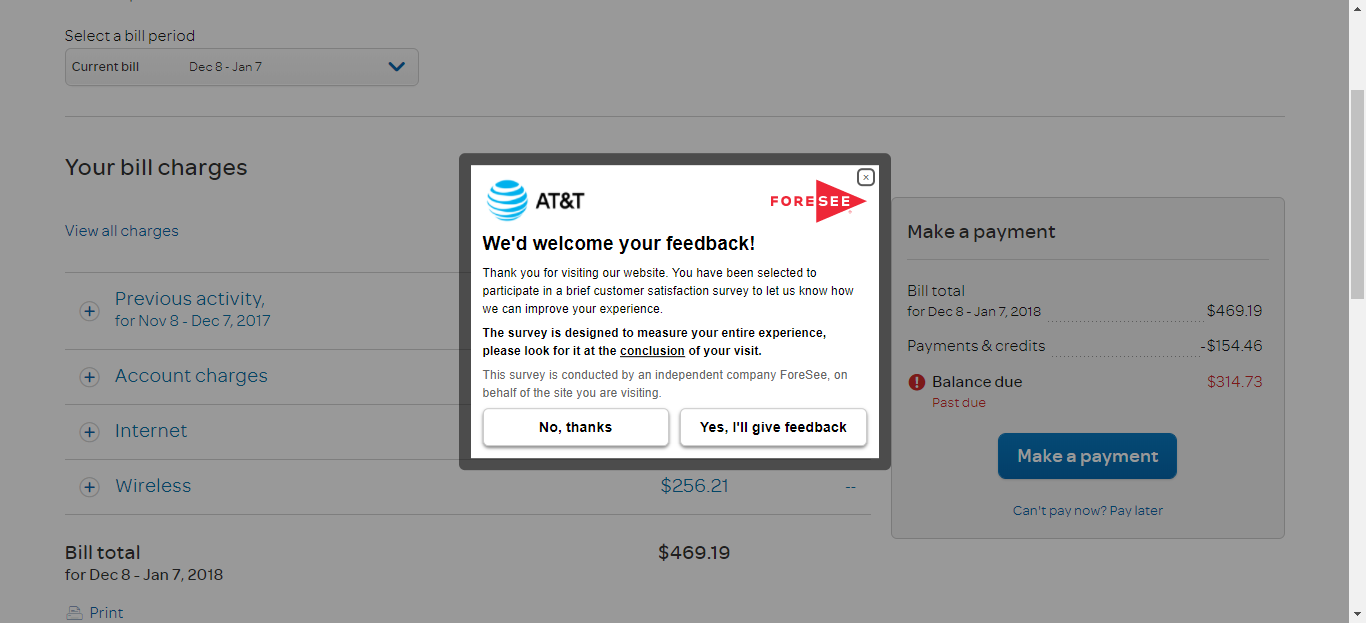 Select a bill period
Current bill Dec 8 - Jan 7
Your bill charges
View all charges
Previous activity,
for Nov 8 - Dec 7, 2017
Account charges
Internet
Wireless $256.21 --
Bill total $469.19
for Dec 8 - Jan 7, 2018
Print
AT&T
FORESEE
We'd welcome your feedback!
Thank you for visiting our website. You have been selected to
participate in a brief customer satisfaction survey to let us know how
we can improve your experience.
The survey is designed to measure your entire experience,
please look for it at the conclusion of your visit.
This survey is conducted by an independent company ForeSee, on
behalf of the site you are visiting.
No, thanks Yes, I'll give feedback
Make a payment
Bill total
for Dec 8 - Jan 7, 2018 $469.19
Payments & credits -$154.46
Balance due $314.73
Past due
Make a payment
Can't pay now? Pay later